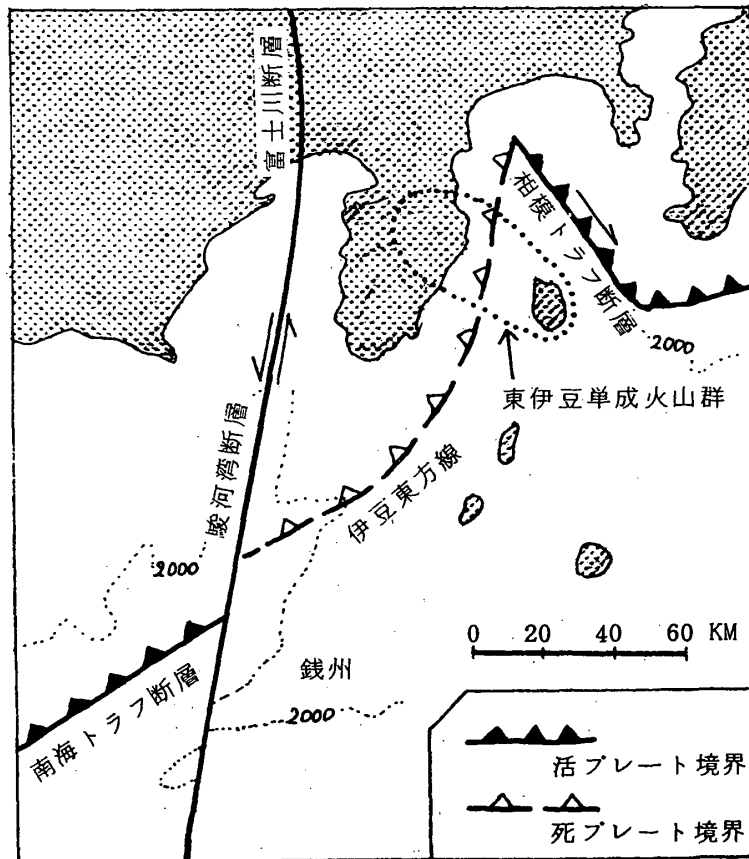 富士川断層
柏模トラフ断層
2000
東伊豆単成火山群
駿河湾断層
伊豆東方線
2000
0 20 40 60 KM
銭州
2000
南海トラフ断層
活プレート境界
死プレート境界